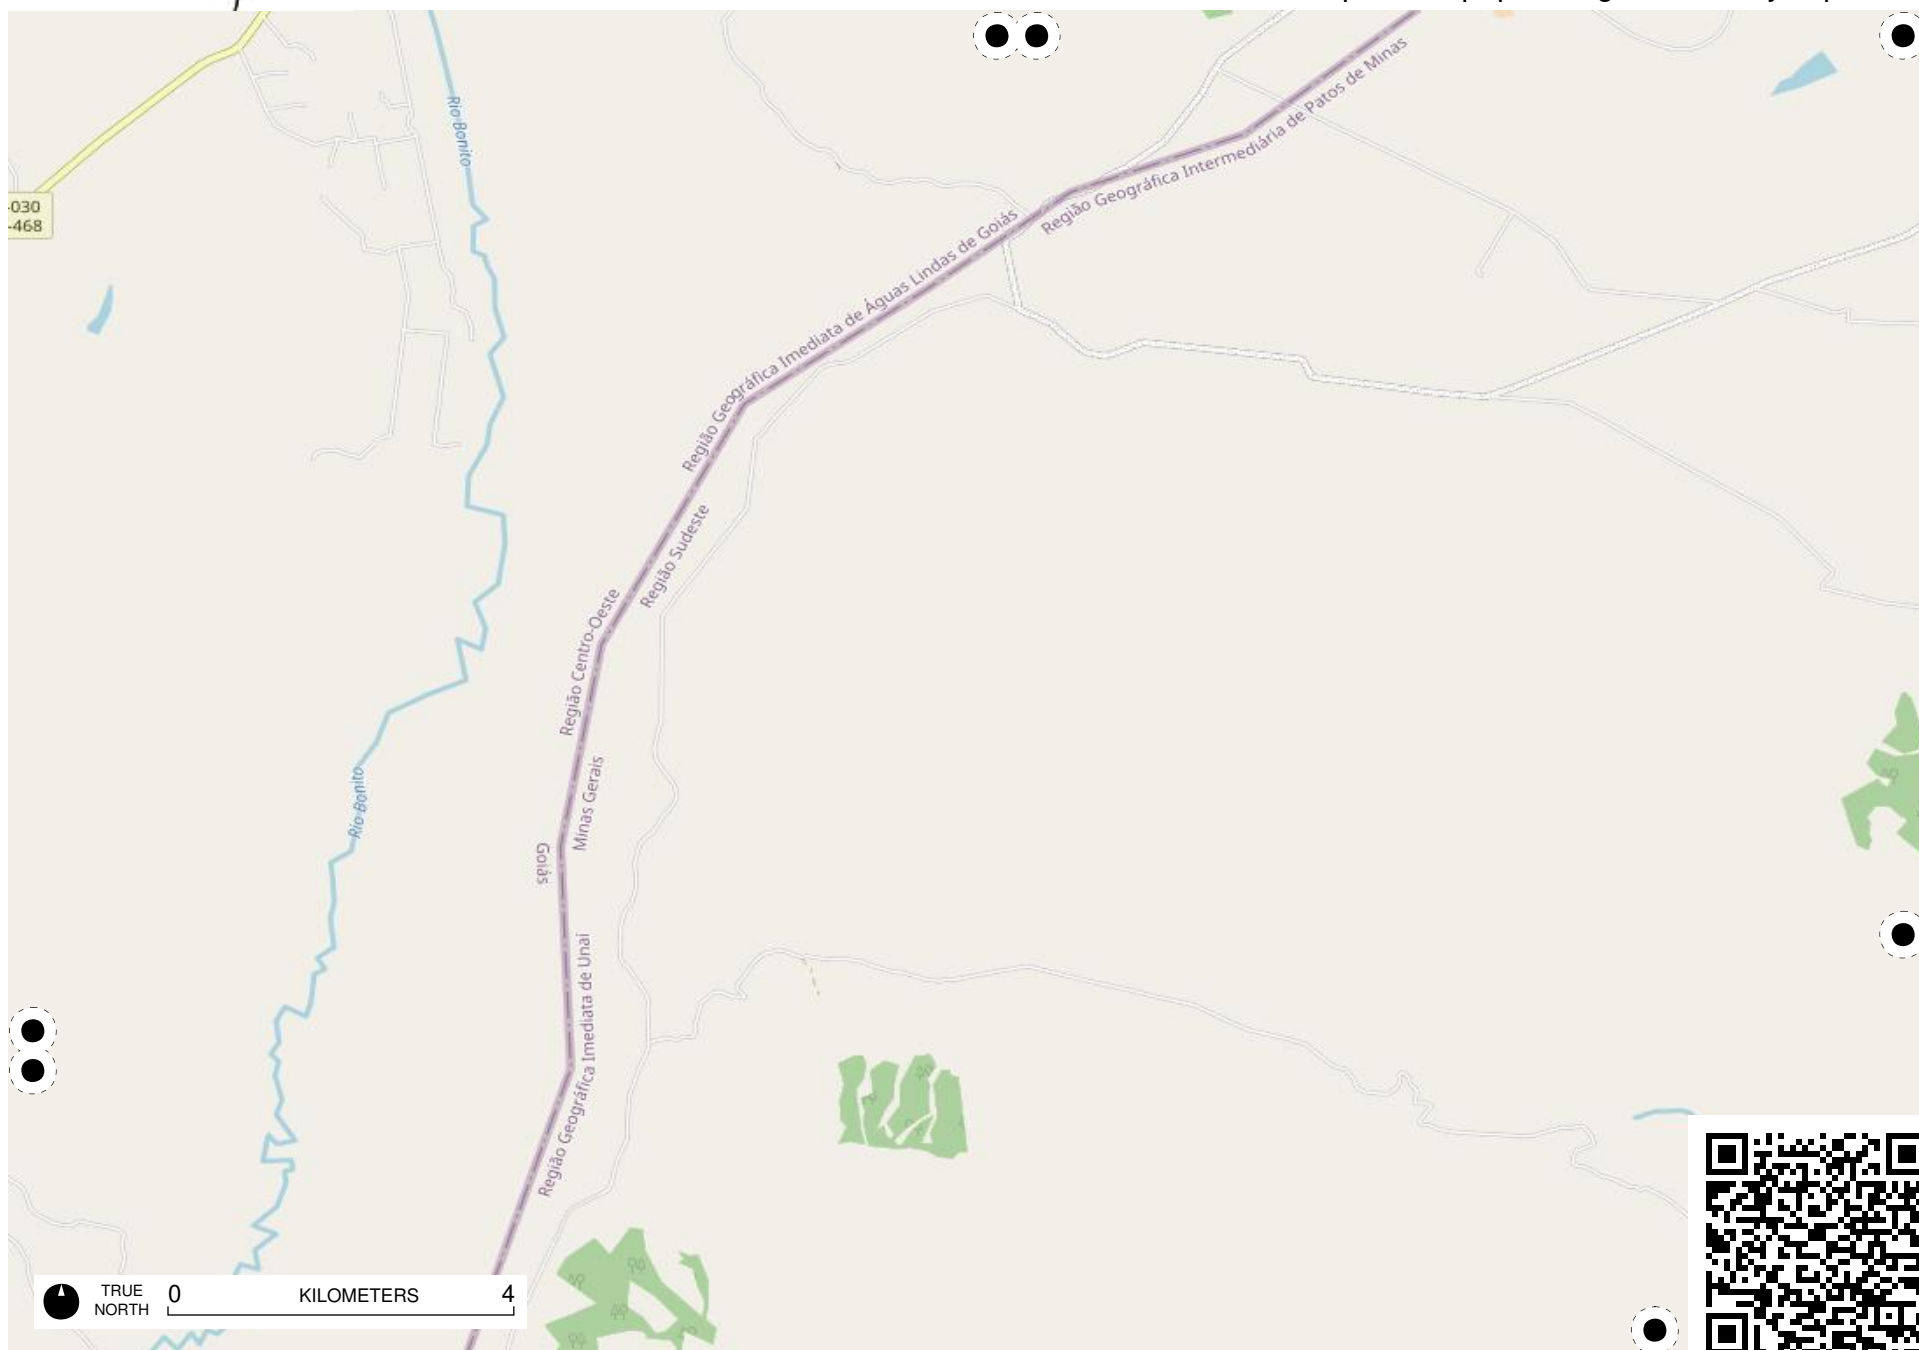 Rio Bonito
Região Geográfica Intermediária de Patos de Minas
-030
-468
Região Geográfica Imediata de Águas Lindas de Goiás
Região Sudeste
Região Centro-Oeste
Minas Gerais
Rio Bonito
Goiás
Região Geográfica Imediata de Unaí
TRUE
NORTH
0
KILOMETERS
4